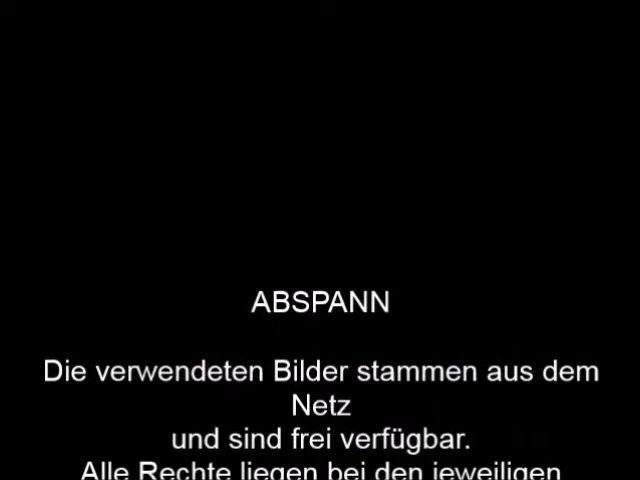 ABSPANN
Die verwendeten Bilder stammen aus dem
Netz
und sind frei verfügbar.
Alle Rechte liegen bei den jeweiligen